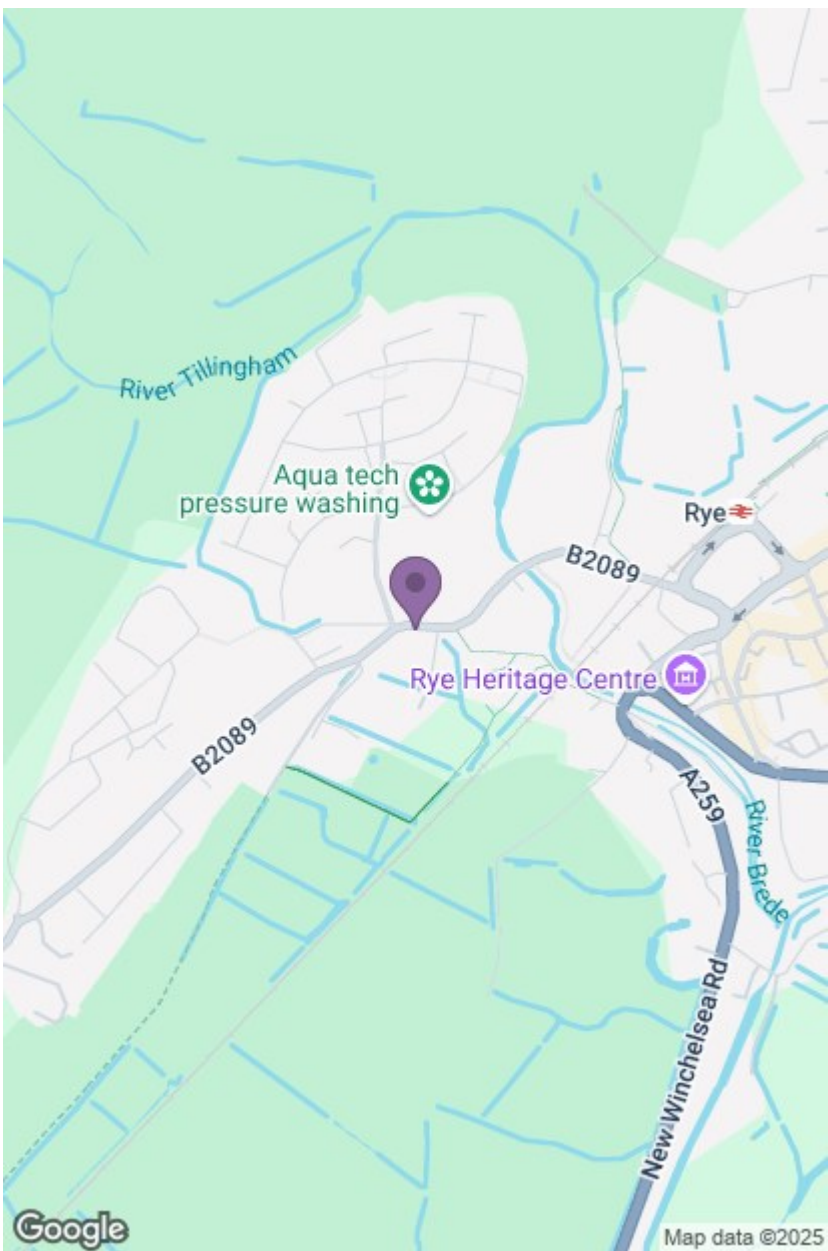 River Tillingham
Aqua tech
pressure washing
Rye
B2089
Rye Heritage Centre
B2089
A259
River Brede
New Winchelsea Rd
Google
Map data ©2025